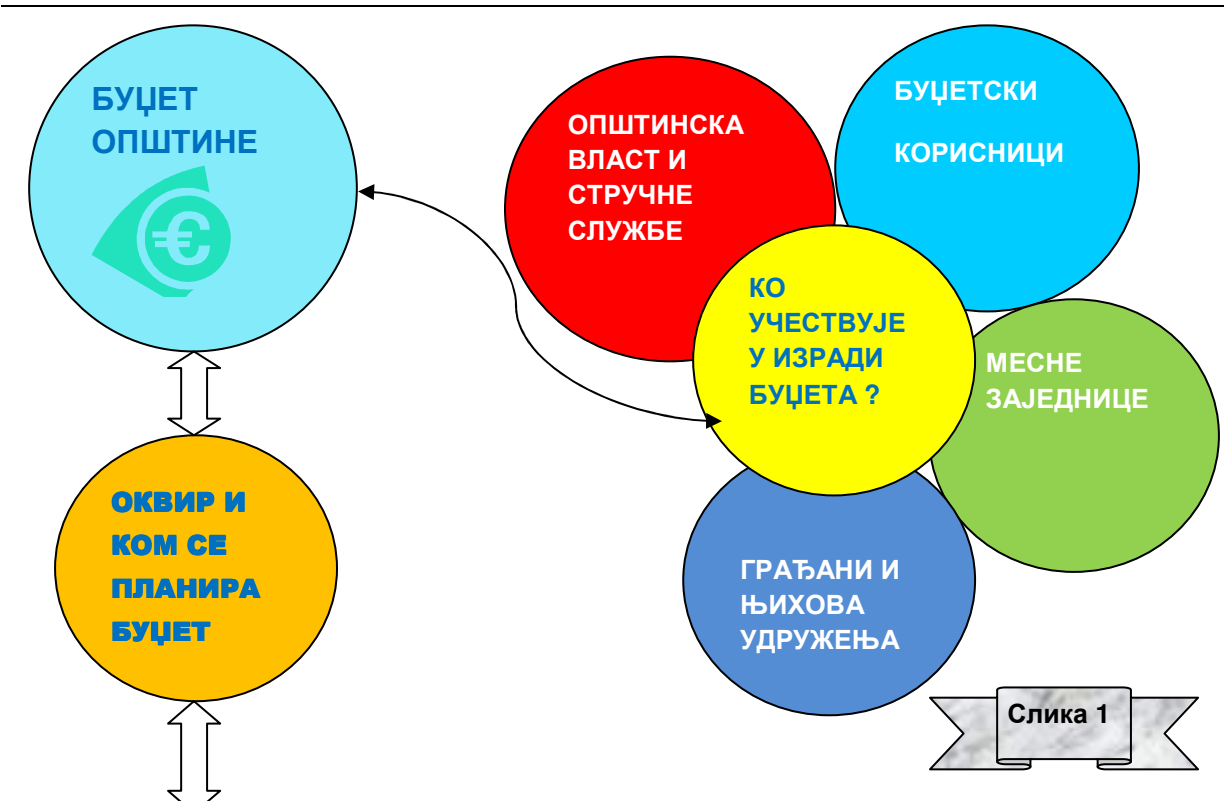 БУЏЕТ
ОПШТИНЕ
€
ОПШТИНСКА
ВЛАСТ И
СТРУЧНЕ
СЛУЖБЕ
БУЏЕТСКИ
КОРИСНИЦИ
КО
УЧЕСТВУЈЕ
У ИЗРАДИ
БУЏЕТА ?
МЕСНЕ
ЗАЈЕДНИЦЕ
ОКВИР И
КОМ СЕ
ПЛАНИРА
БУЏЕТ
ГРАЂАНИ И
ЊИХОВА
УДРУЖЕЊА
Слика 1